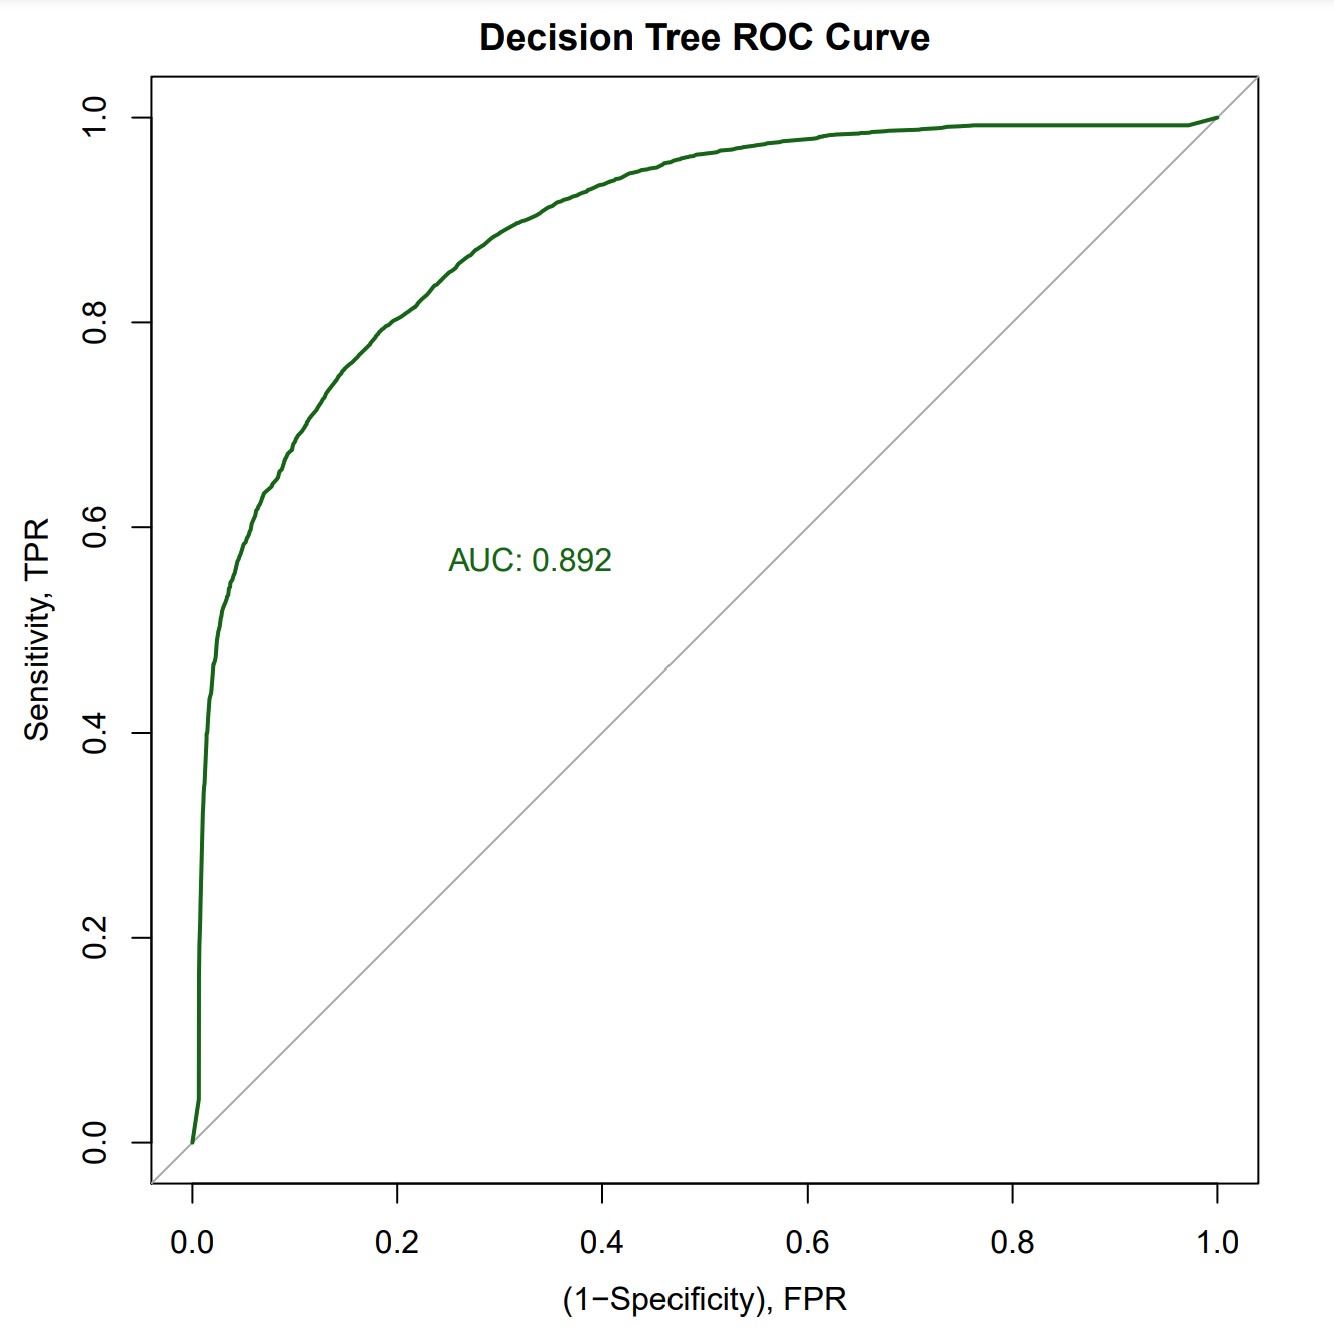 Decision Tree ROC Curve
1.0
0.8
0.6
0.4
0.2
0.0
Sensitivity, TPR
AUC: 0.892
0.0 0.2 0.4 0.6 0.8 1.0
(1−Specificity), FPR